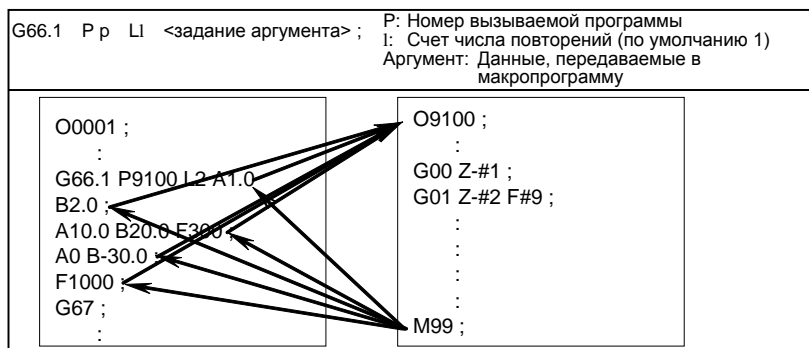 G66.1 P p Ll <задание аргумента> ;
P: Номер вызываемой программы
l: Счет числа повторений (по умолчанию 1)
Аргумент: Данные, передаваемые в
макропрограмму
O0001 ;
:
G66.1 P9100 L2 A1.0
B2.0 ;
A10.0 B20.0 F300 ;
A0 B-30.0 ;
F1000 ;
G67 ;
:
O9100 ;
:
G00 Z-#1 ;
G01 Z-#2 F#9 ;
:
:
:
:
M99 ;